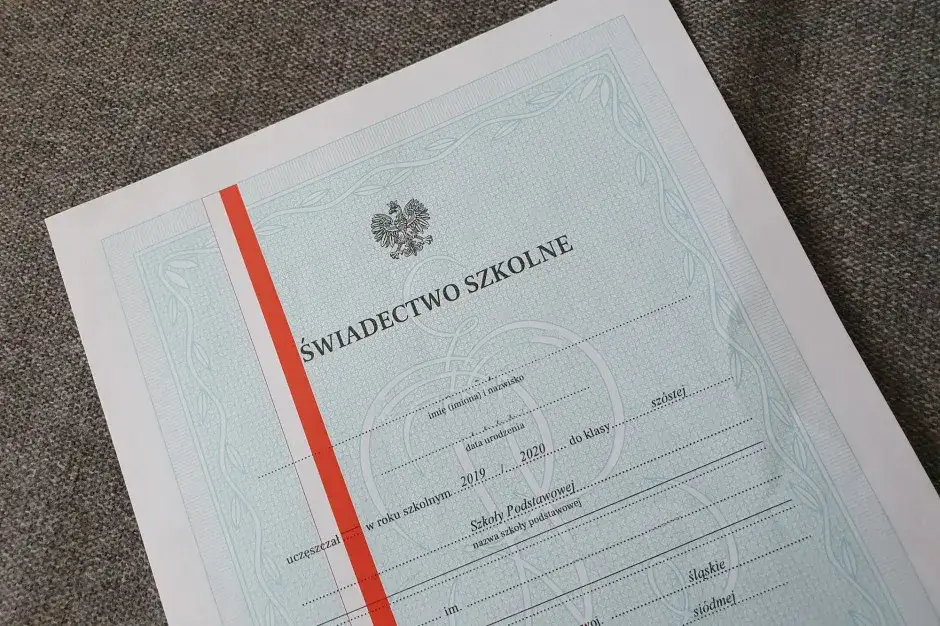 ŚWIADECTWO SZKOLNE
imię (imiona) i nazwisko
data urodzenia
uczęszczał w roku szkolnym 2019 / 2020 do klasy szóstej
Szkoły Podstawowej
nazwa szkoły podstawowej
im.
śląskie
siódmej